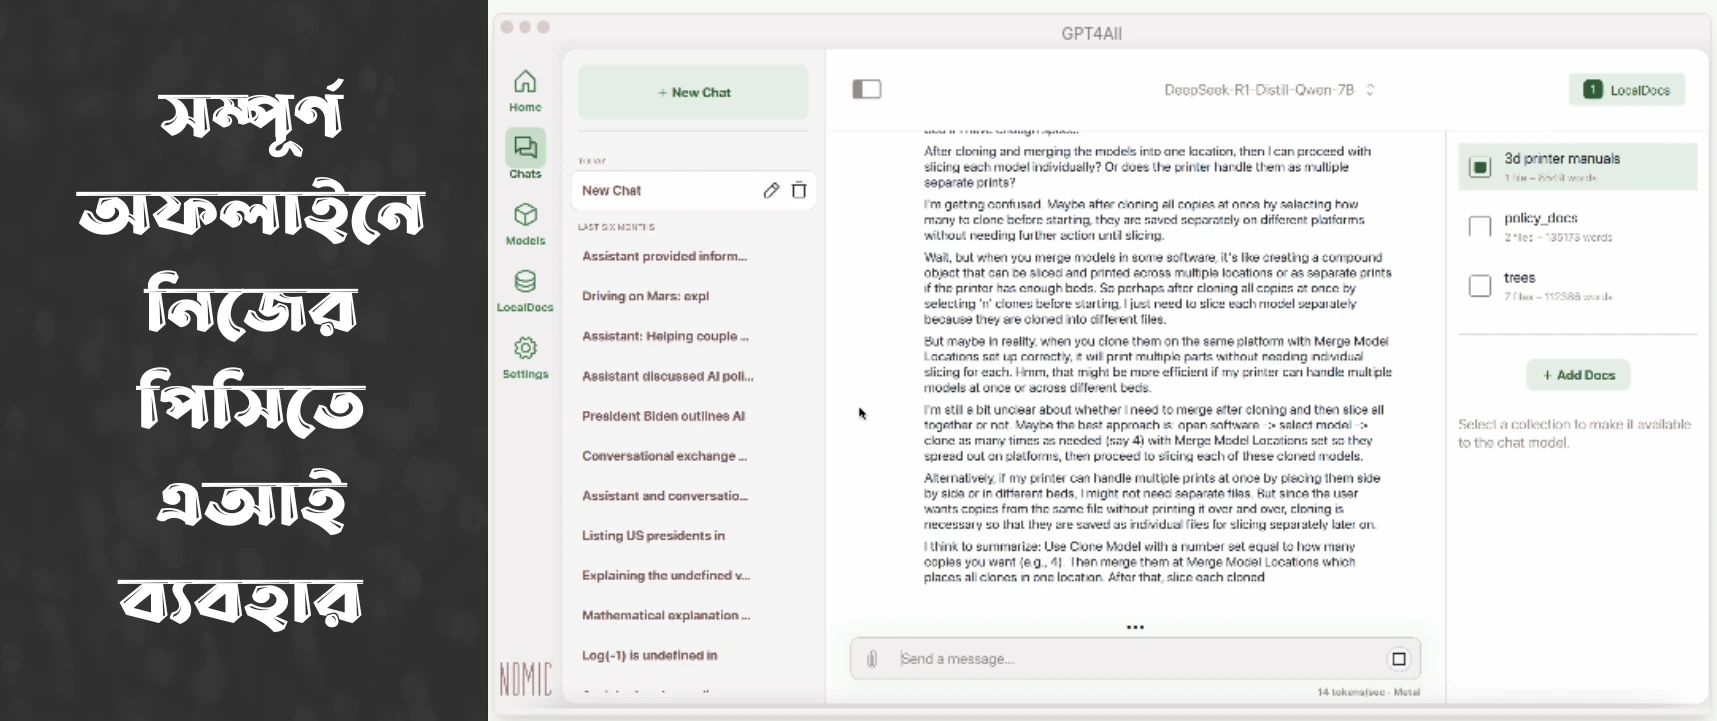 সম্পূর্ণ
অফলাইনে
নিজের
পিসিতে
এআই
ব্যবহার
GPT4All
Home
Chats
Models
LocalDocs
Settings
NOMIC
+ New Chat
TODAY
New Chat
LAST SIX MONTHS
Assistant provided inform...
Driving on Mars: expl
Assistant: Helping couple ...
Assistant discussed AI poli...
President Biden outlines AI
Conversational exchange ...
Assistant and conversatio...
Listing US presidents in
Explaining the undefined v...
Mathematical explanation ...
Log(-1) is undefined in
DeepSeek-R1-Distill-Qwen-7B
1 LocalDocs
After cloning and merging the models into one location, then I can proceed with
slicing each model individually? Or does the printer handle them as multiple
separate prints?
I'm getting confused. Maybe after cloning all copies at once by selecting how
many to clone before starting, they are saved separately on different platforms
without needing further action until slicing.
Wait, but when you merge models in some software, it's like creating a compound
object that can be sliced and printed across multiple locations or as separate prints
if the printer has enough beds. So perhaps after cloning all copies at once by
selecting 'n' clones before starting, I just need to slice each model separately
because they are cloned into different files.
But maybe in reality, when you clone them on the same platform with Merge Model
Locations set up correctly, it will print multiple parts without needing individual
slicing for each. Hmm, that might be more efficient if my printer can handle multiple
models at once or across different beds.
I'm still a bit unclear about whether I need to merge after cloning and then slice all
together or not. Maybe the best approach is: open software -> select model ->
clone as many times as needed (say 4) with Merge Model Locations set so they
spread out on platforms, then proceed to slicing each of these cloned models.
Alternatively, if my printer can handle multiple prints at once by placing them side
by side or in different beds, I might not need separate files. But since the user
wants copies from the same file without printing it over and over, cloning is
necessary so that they are saved as individual files for slicing separately later on.
I think to summarize: Use Clone Model with a number set equal to how many
copies you want (e.g., 4). Then merge them at Merge Model Locations which
places all clones in one location. After that, slice each cloned
Send a message...
14 tokens/sec - Metal
3d printer manuals
1 file – 8549 words
policy_docs
2 files – 135173 words
trees
7 files – 112386 words
+ Add Docs
Select a collection to make it available
to the chat model.